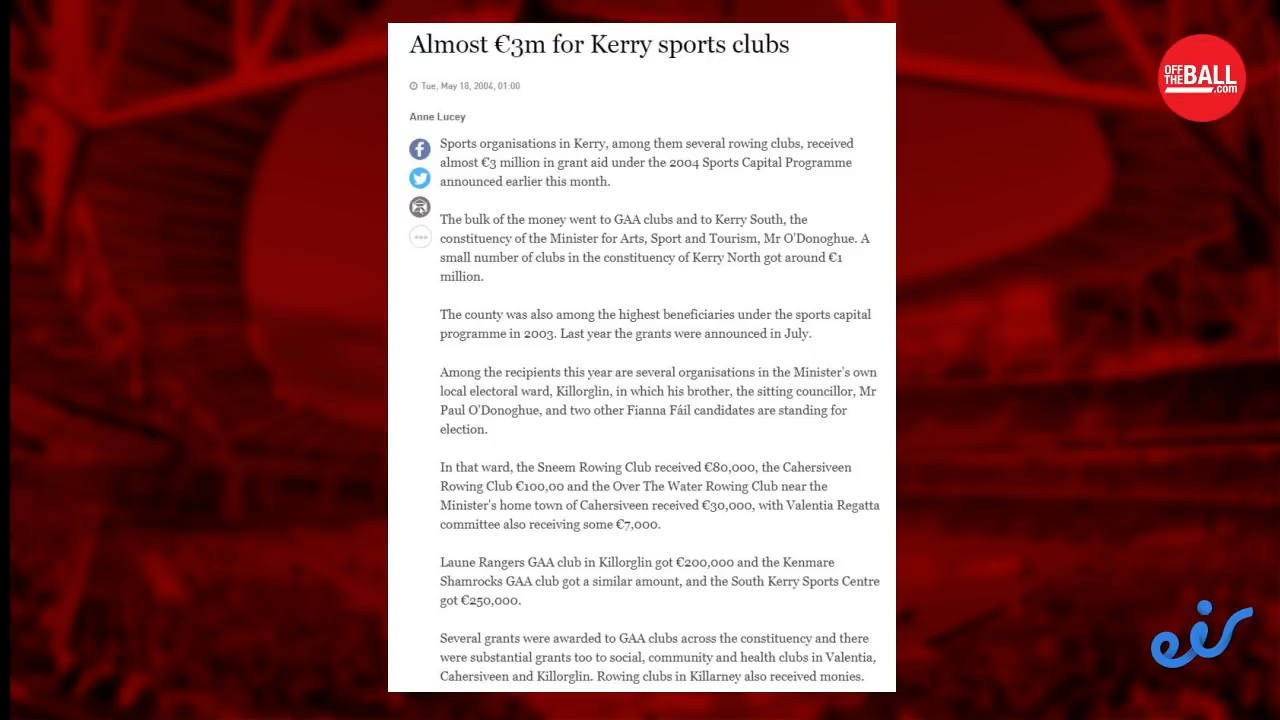 Almost €3m for Kerry sports clubs
Tue, May 18, 2004, 01:00
Anne Lucey
Sports organisations in Kerry, among them several rowing clubs, received
almost €3 million in grant aid under the 2004 Sports Capital Programme
announced earlier this month.
The bulk of the money went to GAA clubs and to Kerry South, the
constituency of the Minister for Arts, Sport and Tourism, Mr O'Donoghue. A
small number of clubs in the constituency of Kerry North got around €1
million.
The county was also among the highest beneficiaries under the sports capital
programme in 2003. Last year the grants were announced in July.
Among the recipients this year are several organisations in the Minister's own
local electoral ward, Killorglin, in which his brother, the sitting councillor, Mr
Paul O'Donoghue, and two other Fianna Fáil candidates are standing for
election.
In that ward, the Sneem Rowing Club received €80,000, the Cahersiveen
Rowing Club €100,00 and the Over The Water Rowing Club near the
Minister's home town of Cahersiveen received €30,000, with Valentia Regatta
committee also receiving some €7,000.
Laune Rangers GAA club in Killorglin got €200,000 and the Kenmare
Shamrocks GAA club got a similar amount, and the South Kerry Sports Centre
got €250,000.
Several grants were awarded to GAA clubs across the constituency and there
were substantial grants too to social, community and health clubs in Valentia,
Cahersiveen and Killorglin. Rowing clubs in Killarney also received monies.
OFF
THE BALL
.com
eir